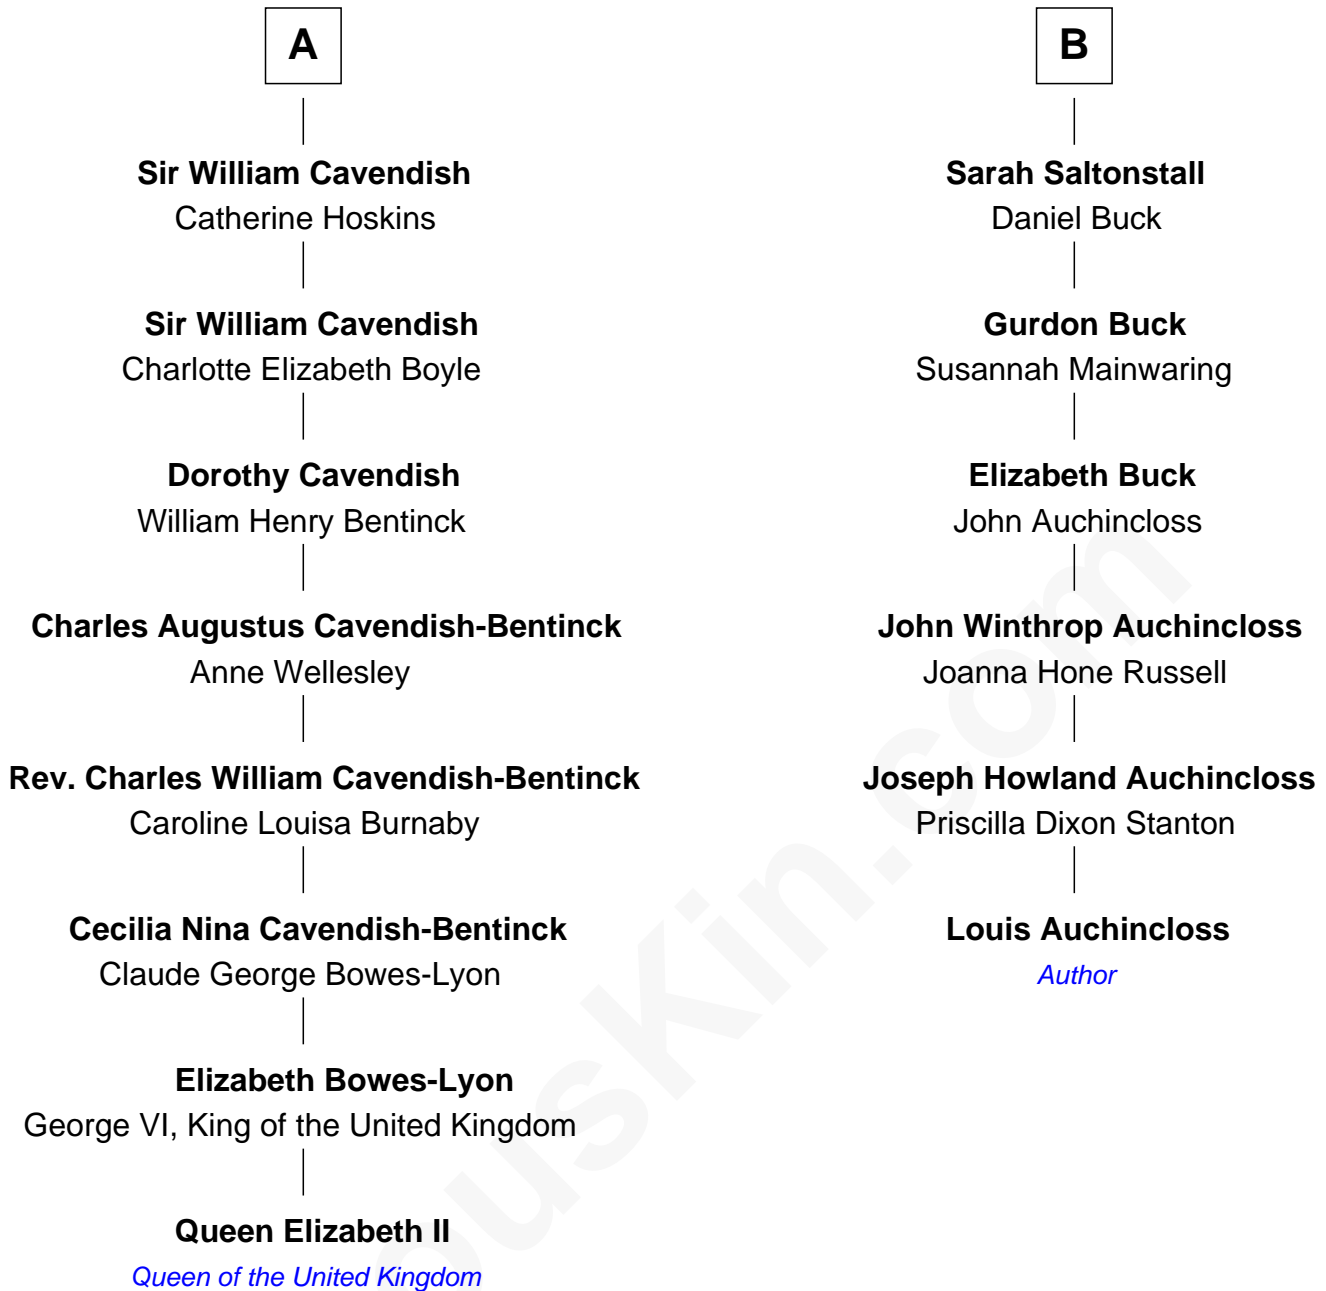 A
Sir William Cavendish
Catherine Hoskins
Sir William Cavendish
Charlotte Elizabeth Boyle
Dorothy Cavendish
William Henry Bentinck
Charles Augustus Cavendish-Bentinck
Anne Wellesley
Rev. Charles William Cavendish-Bentinck
Caroline Louisa Burnaby
Cecilia Nina Cavendish-Bentinck
Claude George Bowes-Lyon
Elizabeth Bowes-Lyon
George VI, King of the United Kingdom
Queen Elizabeth II
Queen of the United Kingdom
B
Sarah Saltonstall
Daniel Buck
Gurdon Buck
Susannah Mainwaring
Elizabeth Buck
John Auchincloss
John Winthrop Auchincloss
Joanna Hone Russell
Joseph Howland Auchincloss
Priscilla Dixon Stanton
Louis Auchincloss
Author
ousKin.com